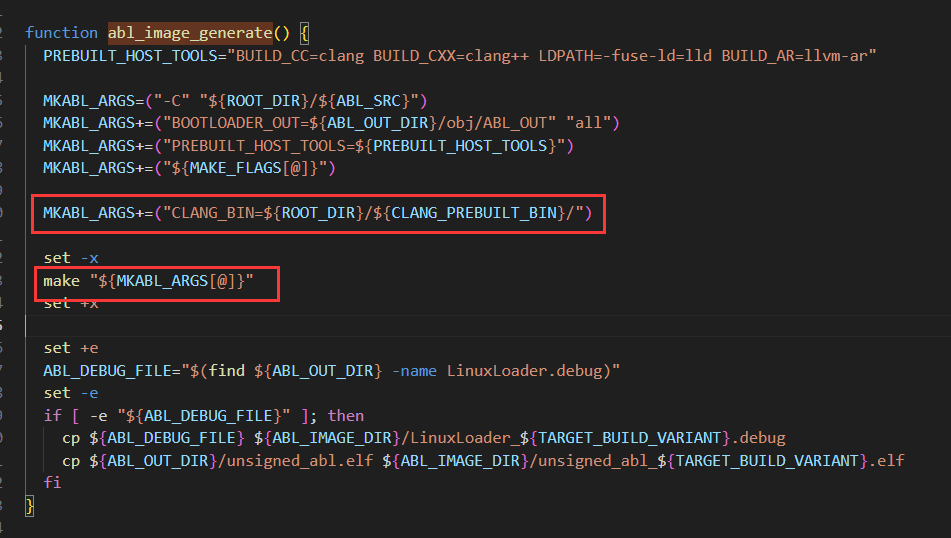 function abl_image_generate() {
PREBUILT_HOST_TOOLS="BUILD_CC=clang BUILD_CXX=clang++ LDPATH=-fuse-ld=lld BUILD_AR=llvm-ar"
MKABL_ARGS=("-C" "${ROOT_DIR}/${ABL_SRC}")
MKABL_ARGS+=("BOOTLOADER_OUT=${ABL_OUT_DIR}/obj/ABL_OUT" "all")
MKABL_ARGS+=("PREBUILT_HOST_TOOLS=${PREBUILT_HOST_TOOLS}")
MKABL_ARGS+=("${MAKE_FLAGS[@]}")
MKABL_ARGS+=("CLANG_BIN=${ROOT_DIR}/${CLANG_PREBUILT_BIN}/")
set -x
make "${MKABL_ARGS[@]}"
set +x
set +e
ABL_DEBUG_FILE="$(find ${ABL_OUT_DIR} -name LinuxLoader.debug)"
set -e
if [ -e "${ABL_DEBUG_FILE}" ]; then
cp ${ABL_DEBUG_FILE} ${ABL_IMAGE_DIR}/LinuxLoader_${TARGET_BUILD_VARIANT}.debug
cp ${ABL_OUT_DIR}/unsigned_abl.elf ${ABL_IMAGE_DIR}/unsigned_abl_${TARGET_BUILD_VARIANT}.elf
fi
}